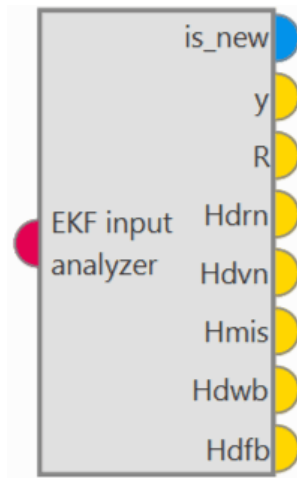 is_new
y
R
Hdrn
EKF input
analyzer
Hdvn
Hmis
Hdwb
Hdfb